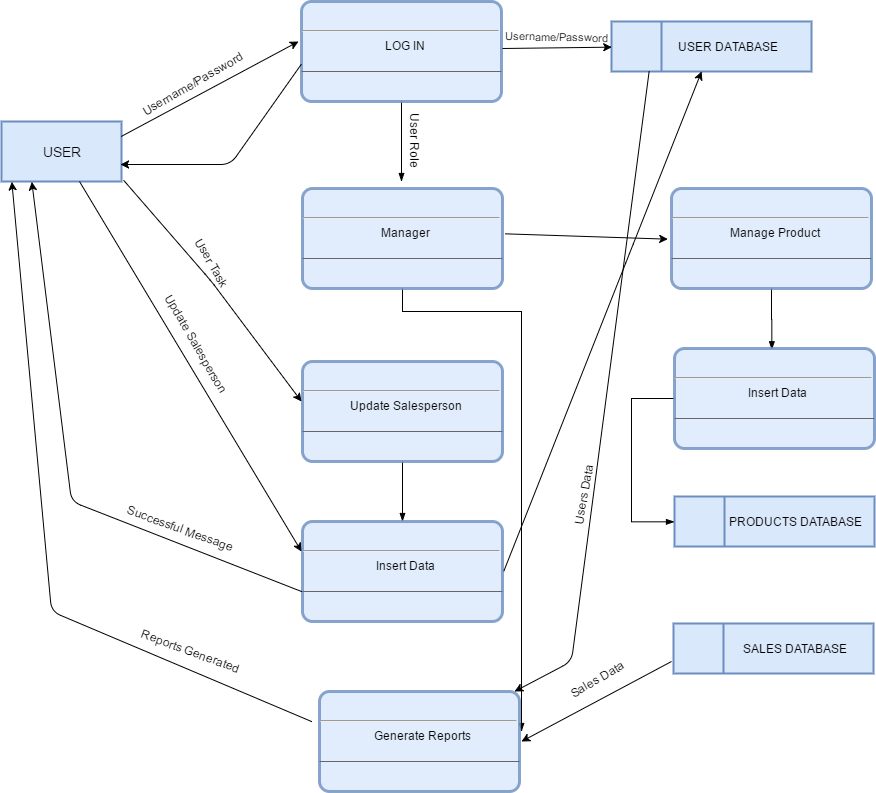 LOG IN
Username/Password
USER DATABASE
Username/Password
USER
User Role
Manager
Manage Product
User Task
Update Salesperson
Update Salesperson
Insert Data
Users Data
PRODUCTS DATABASE
Successful Message
Insert Data
Reports Generated
Sales Data
SALES DATABASE
Generate Reports